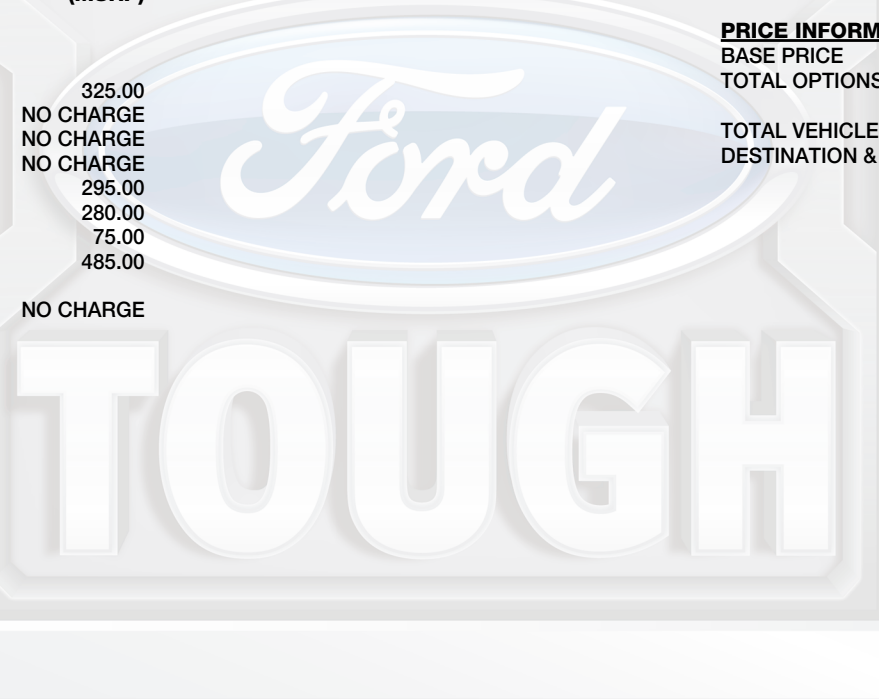 325.00
NO CHARGE
NO CHARGE
NO CHARGE
295.00
280.00
75.00
485.00
NO CHARGE
PRICE INFORM
BASE PRICE
TOTAL OPTIONS
TOTAL VEHICLE
DESTINATION &
Ford
TOUGH